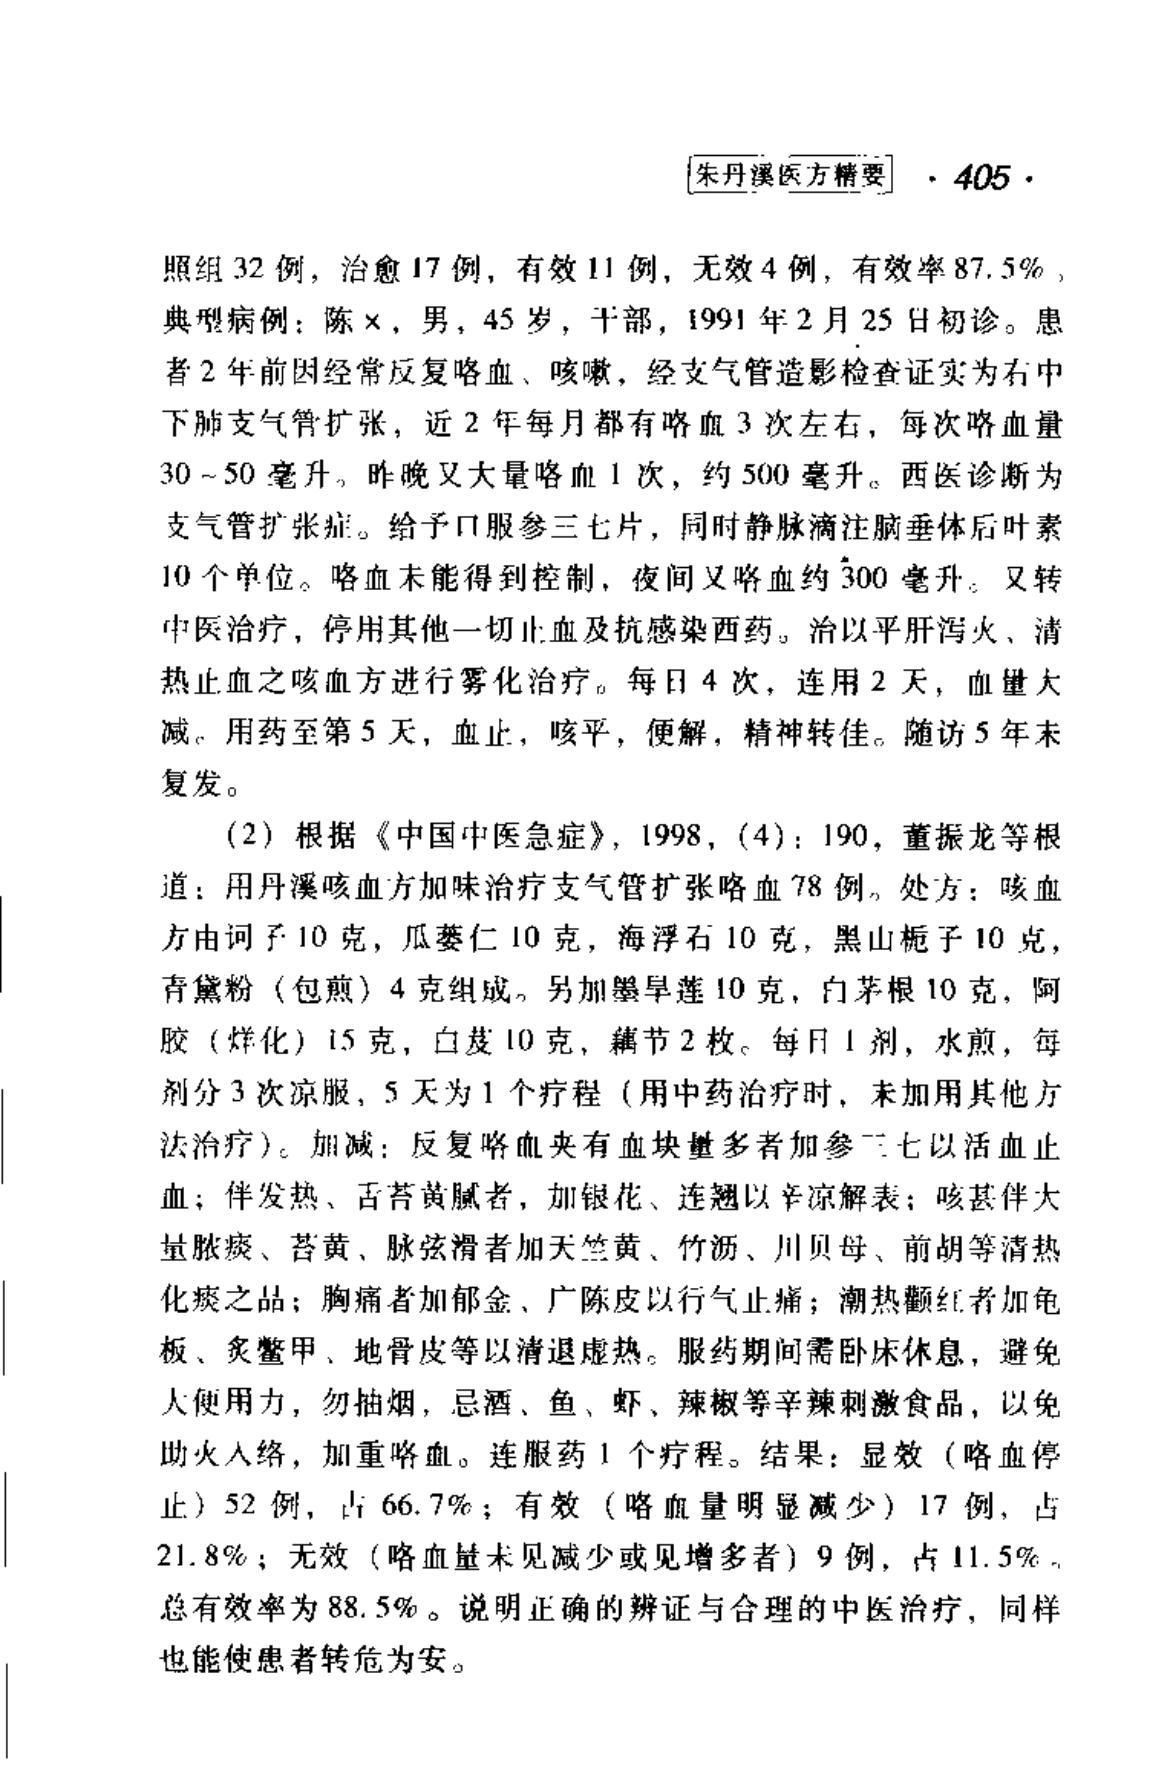 朱丹溪医方精要 · 405 ·
照组 32 例，治愈 17 例，有效 11 例，无效 4 例，有效率 87.5%。
典型病例：陈×，男，45 岁，干部，1991 年 2 月 25 日初诊。患
者 2 年前因经常反复咯血、咳嗽，经支气管造影检查证实为右中
下肺支气管扩张，近 2 年每月都有咯血 3 次左右，每次咯血量
30~50 毫升。昨晚又大量咯血 1 次，约 500 毫升。西医诊断为
支气管扩张症。给予口服参三七片，同时静脉滴注脑垂体后叶素
10 个单位。咯血未能得到控制，夜间又咯血约 300 毫升。又转
中医治疗，停用其他一切止血及抗感染西药。治以平肝泻火、清
热止血之咳血方进行雾化治疗。每日 4 次，连用 2 天，血量大
减。用药至第 5 天，血止，咳平，便解，精神转佳。随访 5 年未
复发。
（2）根据《中国中医急症》，1998，(4)：190，董振龙等根
道：用丹溪咳血方加味治疗支气管扩张咯血 78 例。处方：咳血
方由诃子 10 克，瓜蒌仁 10 克，海浮石 10 克，黑山栀子 10 克，
青黛粉（包煎）4 克组成。另加墨旱莲 10 克，白茅根 10 克，阿
胶（烊化）15 克，白芨 10 克，藕节 2 枚。每日 1 剂，水煎，每
剂分 3 次凉服，5 天为 1 个疗程（用中药治疗时，未加用其他方
法治疗）。加减：反复咯血夹有血块量多者加参三七以活血止
血；伴发热、舌苔黄腻者，加银花、连翘以辛凉解表；咳甚伴大
量脓痰、苔黄、脉弦滑者加天竺黄、竹沥、川贝母、前胡等清热
化痰之品；胸痛者加郁金、广陈皮以行气止痛；潮热颧红者加龟
板、炙鳖甲、地骨皮等以清退虚热。服药期间需卧床休息，避免
大便用力，勿抽烟，忌酒、鱼、虾、辣椒等辛辣刺激食品，以免
助火入络，加重咯血。连服药 1 个疗程。结果：显效（咯血停
止）52 例，占 66.7%；有效（咯血量明显减少）17 例，占
21.8%；无效（咯血量未见减少或见增多者）9 例，占 11.5%。
总有效率为 88.5%。说明正确的辨证与合理的中医治疗，同样
也能使患者转危为安。